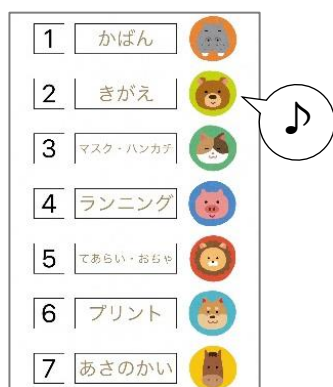 1 かばん
2 きがえ
3 マスク・ハンカチ
4 ランニング
5 てあらい・おちゃ
6 プリント
7 あさのかい